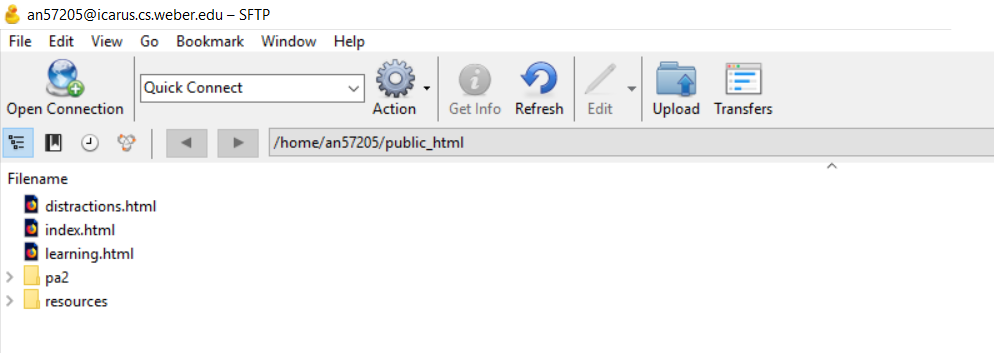 an57205@icarus.cs.weber.edu – SFTP
File Edit View Go Bookmark Window Help
Open Connection Quick Connect Action Get Info Refresh Edit Upload Transfers
/home/an57205/public_html
Filename
distractions.html
index.html
learning.html
pa2
resources